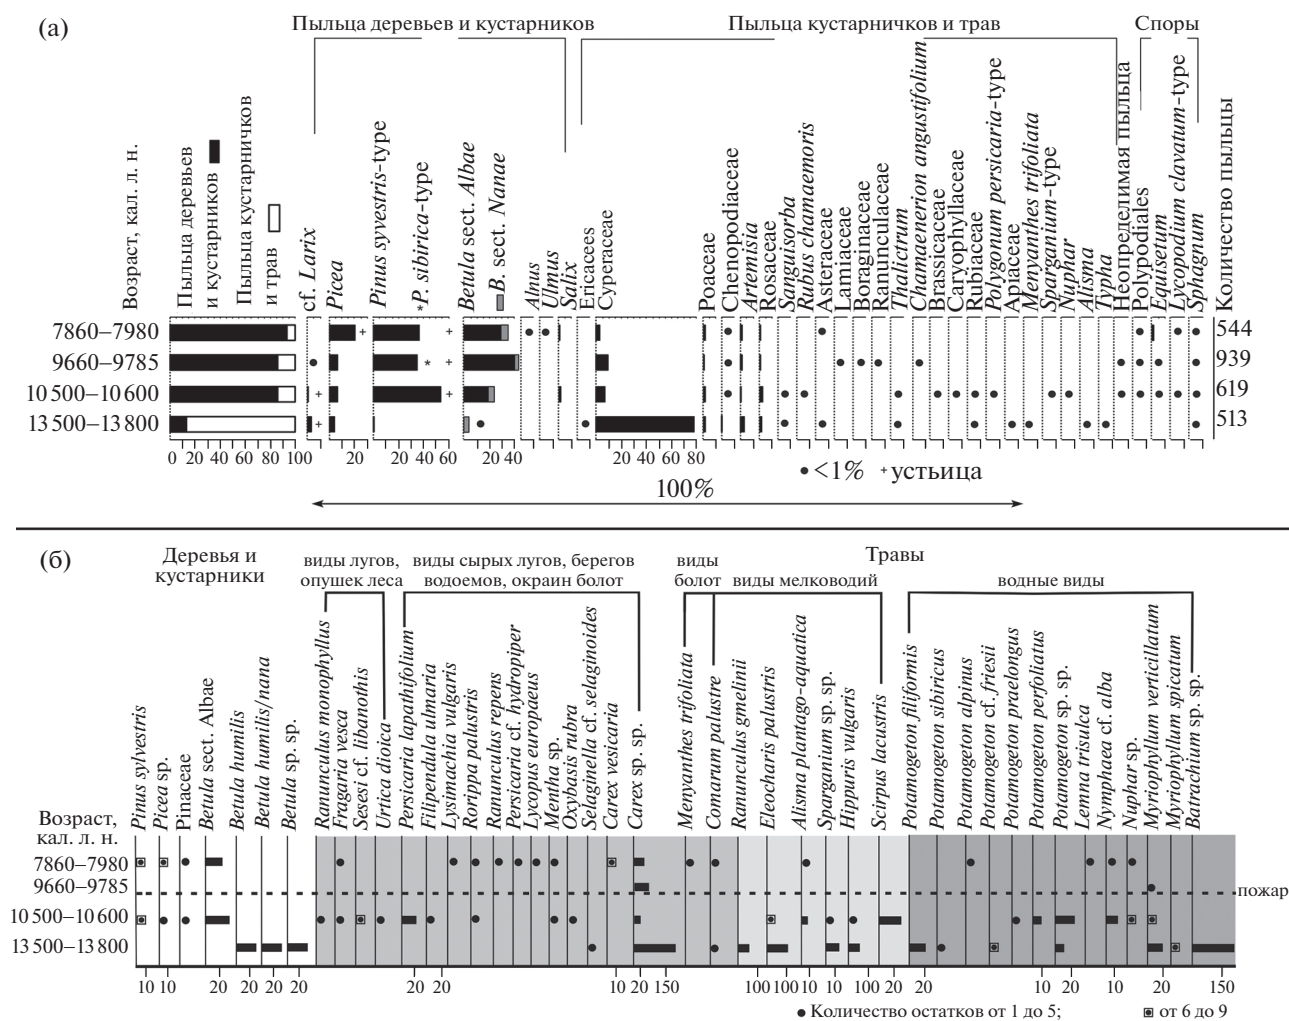 (а)
Пыльца деревьев и кустарников
Пыльца кустарничков и трав
Споры
Возраст, кал. л. н.
Пыльца деревьев
и кустарников
Пыльца кустарничков
и трав
cf. Larix
Picea
Pinus syvestris-type
*P. sibirica-type
Betula sect. Albae
B. sect. Nanae
Alnus
Ulmus
Salix
Ericacees
Cyperaceae
Poaceae
Chenopodiaceae
Artemisia
Rosaceae
Sanguisorba
Rubus chamaemoris
Asteraceae
Lamiaceae
Boraginaceae
Ranunculaceae
Thalictrum
Chamaenerion angustifolium
Brassicaceae
Caryophyllaceae
Rubiaceae
Polygonum persicaria-type
Apiaceae
Menyanthes trifoliata
Sparganium-type
Nuphar
Alisma
Typha
Неопределимая пыльца
Polypodiales
Equisetum
Lycopodium clavatum-type
Sphagnum
Количество пыльцы
7860–7980 + + 544
9660–9785 * + 939
10 500–10 600 + + 619
13 500–13 800 + 513
0 20 40 60 80 100 20 20 40 60 20 40 20 40 60 80
● <1% + устьица
100%
(б)
Деревья и
кустарники
виды лугов,
опушек леса
виды сырых лугов, берегов
водоемов, окраин болот
Травы
виды
болот
виды мелководий
водные виды
Возраст,
кал. л. н.
Pinus sylvestris
Picea sp.
Pinaceae
Betula sect. Albae
Betula humilis
Betula humilis/nana
Betula sp. sp.
Ranunculus monophyllus
Fragaria vesca
Sesesi cf. libanothis
Urtica dioica
Persicaria lapathifolium
Filipendula ulmaria
Lysimachia vulgaris
Rorippa palustris
Ranunculus repens
Persicaria cf. hydropiper
Lycopus europaeus
Mentha sp.
Oxybasis rubra
Selaginella cf. selaginoides
Carex vesicaria
Carex sp. sp.
Menyanthes trifoliata
Comarum palustre
Ranunculus gmelinii
Eleocharis palustris
Alisma plantago-aquatica
Sparganium sp. sp.
Hippuris vulgaris
Scirpus lacustris
Potamogeton filiformis
Potamogeton sibiricus
Potamogeton alpinus
Potamogeton cf. friesii
Potamogeton praelongus
Potamogeton perfoliatus
Potamogeton sp. sp.
Lemna trisulca
Nymphaea cf. alba
Nuphar sp.
Myriophyllum verticillatum
Myriophyllum spicatum
Batrachium sp. sp.
7860–7980
9660–9785
пожар
10 500–10 600
13 500–13 800
10 10 20 20 20 20 20 20 10 20 150 100 100 10 100 20 20 10 20 10 20 150
● Количество остатков от 1 до 5; от 6 до 9